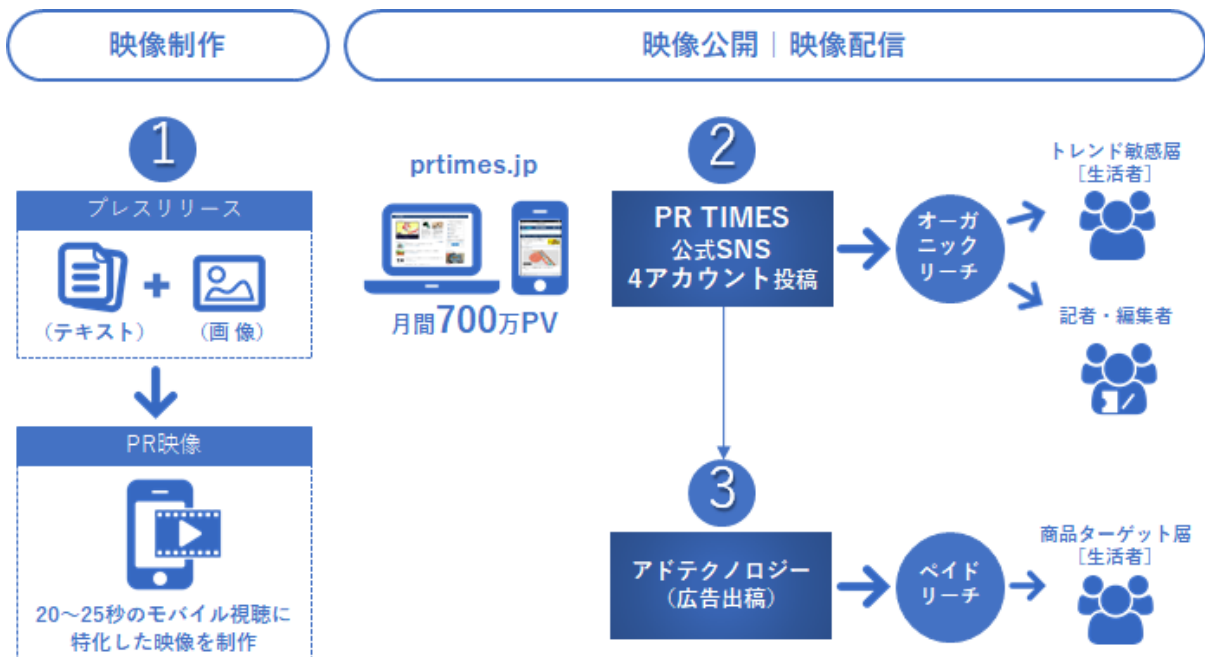 映像制作
映像公開｜映像配信
1
プレスリリース
+
（テキスト）
（画 像）
PR映像
20～25秒のモバイル視聴に
特化した映像を制作
prtimes.jp
月間700万PV
2
PR TIMES
公式SNS
4アカウント投稿
オーガ
ニック
リーチ
トレンド敏感層
［生活者］
記者・編集者
3
アドテクノロジー
（広告出稿）
ペイド
リーチ
商品ターゲット層
［生活者］